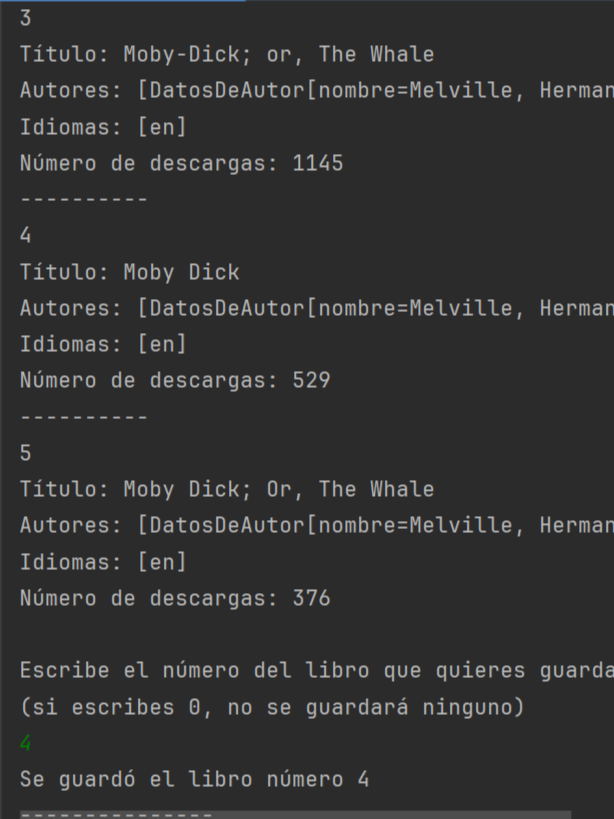 3
Título: Moby-Dick; or, The Whale
Autores: [DatosDeAutor[nombre=Melville, Herman
Idiomas: [en]
Número de descargas: 1145
----------
4
Título: Moby Dick
Autores: [DatosDeAutor[nombre=Melville, Herman
Idiomas: [en]
Número de descargas: 529
----------
5
Título: Moby Dick; Or, The Whale
Autores: [DatosDeAutor[nombre=Melville, Herman
Idiomas: [en]
Número de descargas: 376
Escribe el número del libro que quieres guarda
(si escribes 0, no se guardará ninguno)
4
Se guardó el libro número 4
---------------